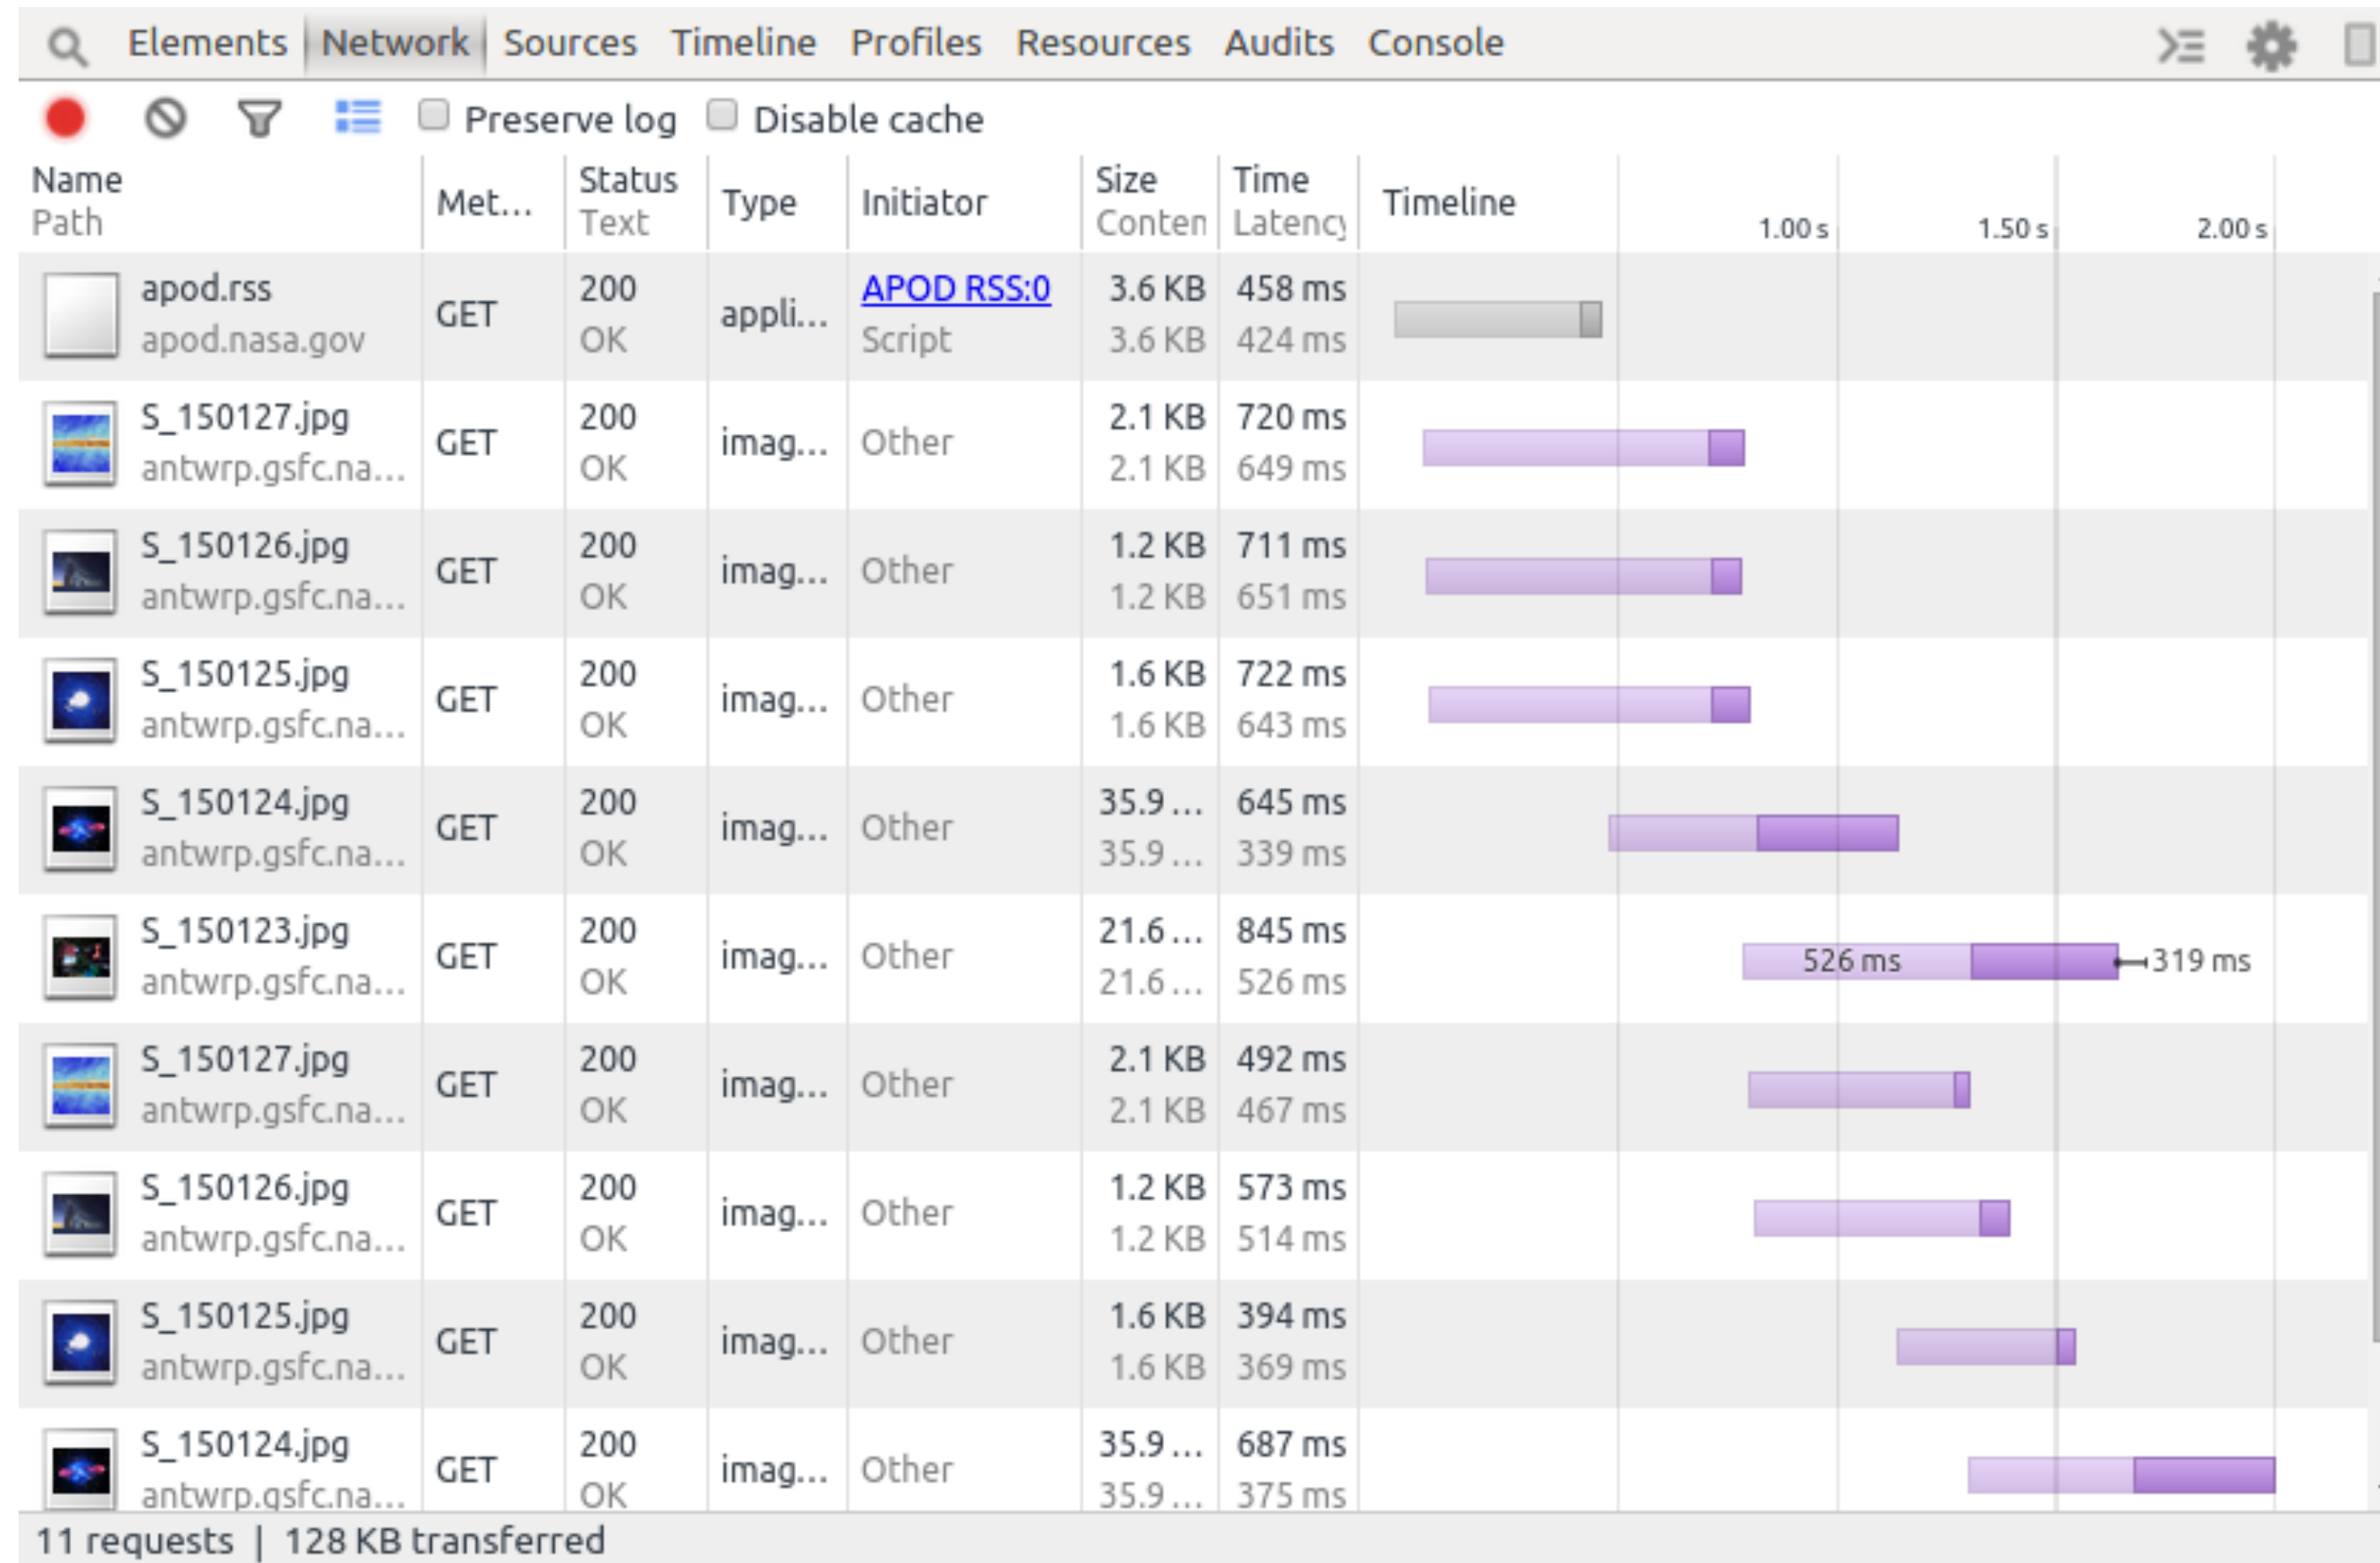 Elements Network Sources Timeline Profiles Resources Audits Console
Preserve log Disable cache
Name Path Met... Status Text Type Initiator Size Conten Time Latency Timeline 1.00 s 1.50 s 2.00 s
apod.rss GET 200 appli... APOD RSS:0 3.6 KB 458 ms
apod.nasa.gov OK Script 3.6 KB 424 ms
S_150127.jpg GET 200 imag... Other 2.1 KB 720 ms
antwrp.gsfc.na... OK 2.1 KB 649 ms
S_150126.jpg GET 200 imag... Other 1.2 KB 711 ms
antwrp.gsfc.na... OK 1.2 KB 651 ms
S_150125.jpg GET 200 imag... Other 1.6 KB 722 ms
antwrp.gsfc.na... OK 1.6 KB 643 ms
S_150124.jpg GET 200 imag... Other 35.9 ... 645 ms
antwrp.gsfc.na... OK 35.9 ... 339 ms
S_150123.jpg GET 200 imag... Other 21.6 ... 845 ms 526 ms 319 ms
antwrp.gsfc.na... OK 21.6 ... 526 ms
S_150127.jpg GET 200 imag... Other 2.1 KB 492 ms
antwrp.gsfc.na... OK 2.1 KB 467 ms
S_150126.jpg GET 200 imag... Other 1.2 KB 573 ms
antwrp.gsfc.na... OK 1.2 KB 514 ms
S_150125.jpg GET 200 imag... Other 1.6 KB 394 ms
antwrp.gsfc.na... OK 1.6 KB 369 ms
S_150124.jpg GET 200 imag... Other 35.9 ... 687 ms
antwrp.gsfc.na... OK 35.9 ... 375 ms
11 requests | 128 KB transferred